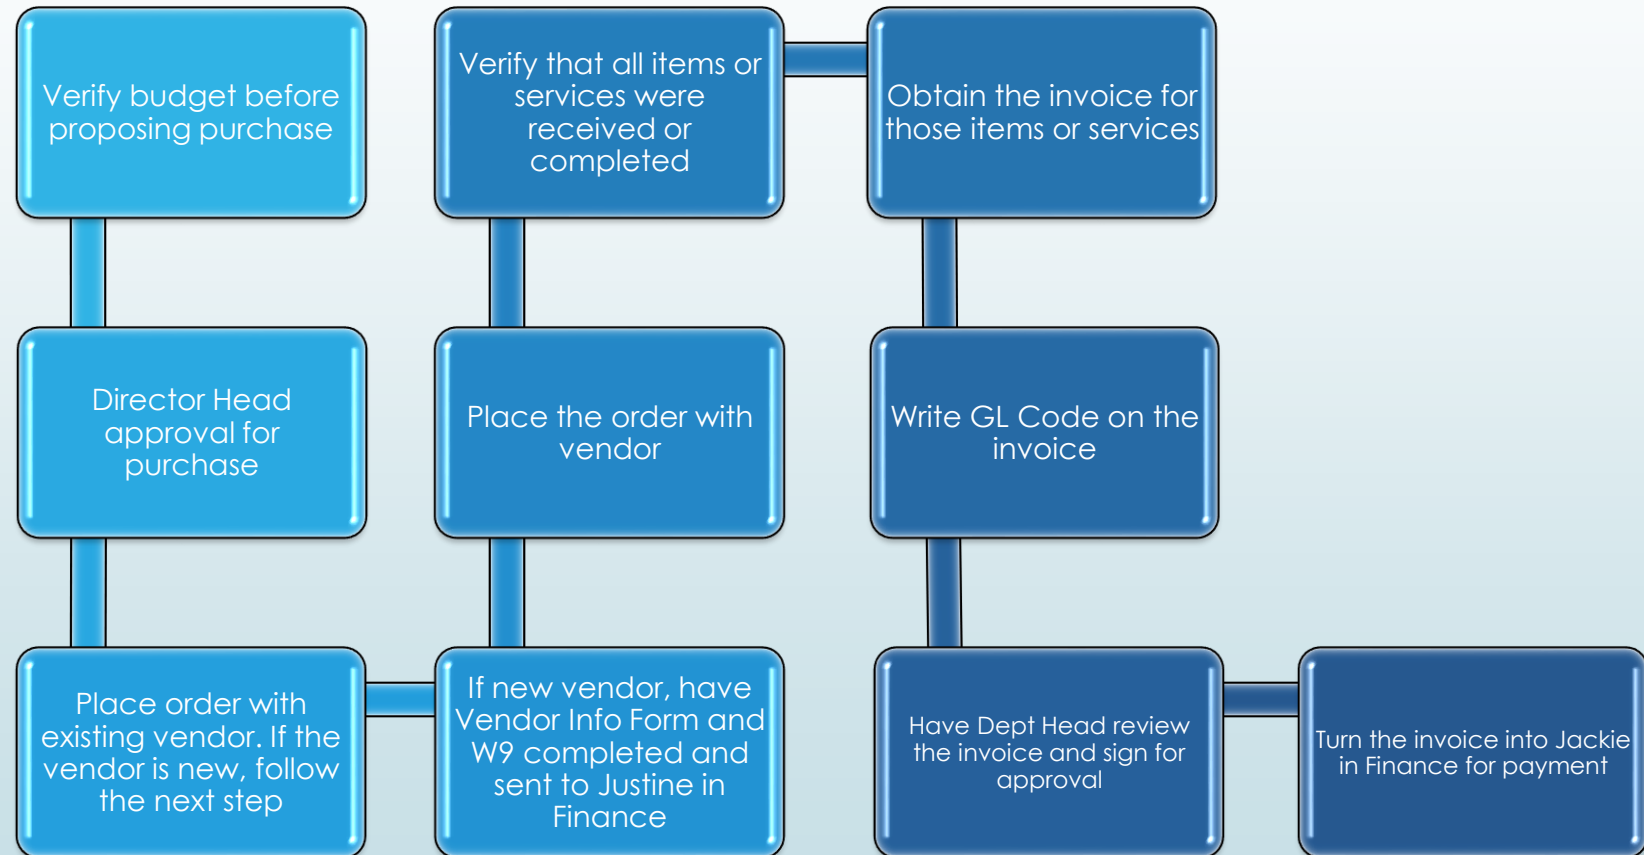 Verify budget before
proposing purchase
Director Head
approval for
purchase
Place order with
existing vendor. If the
vendor is new, follow
the next step
If new vendor, have
Vendor Info Form and
W9 completed and
sent to Justine in
Finance
Place the order with
vendor
Verify that all items or
services were
received or
completed
Obtain the invoice for
those items or services
Write GL Code on the
invoice
Have Dept Head review
the invoice and sign for
approval
Turn the invoice into Jackie
in Finance for payment